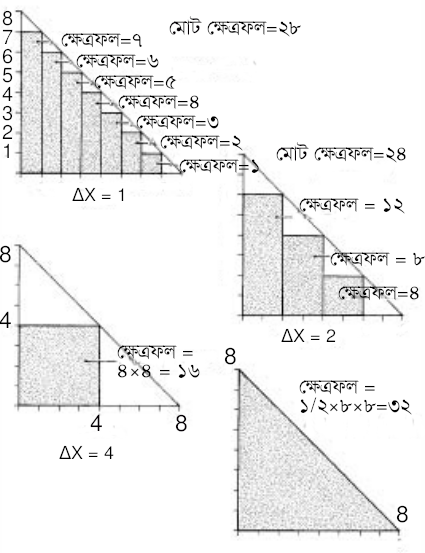 8
7
6
5
4
3
2
1
ক্ষেত্রফল=৭
ক্ষেত্রফল=৬
ক্ষেত্রফল=৫
ক্ষেত্রফল=৪
ক্ষেত্রফল=৩
ক্ষেত্রফল=২
ক্ষেত্রফল=১
মোট ক্ষেত্রফল=২৮
ΔX = 1
মোট ক্ষেত্রফল=২৪
ক্ষেত্রফল = ১২
ক্ষেত্রফল = ৮
ক্ষেত্রফল=৪
ΔX = 2
8
4
ক্ষেত্রফল =
৪×৪ = ১৬
4
8
ΔX = 4
8
ক্ষেত্রফল =
১/২×৮×৮=৩২
8